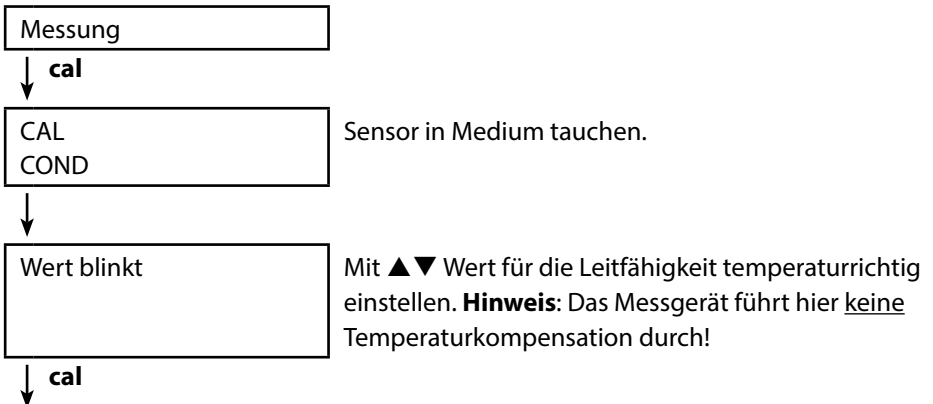 Messung
cal
CAL
COND
Sensor in Medium tauchen.
Wert blinkt
Mit ▲▼ Wert für die Leitfähigkeit temperaturrichtig
einstellen. Hinweis: Das Messgerät führt hier keine
Temperaturkompensation durch!
cal